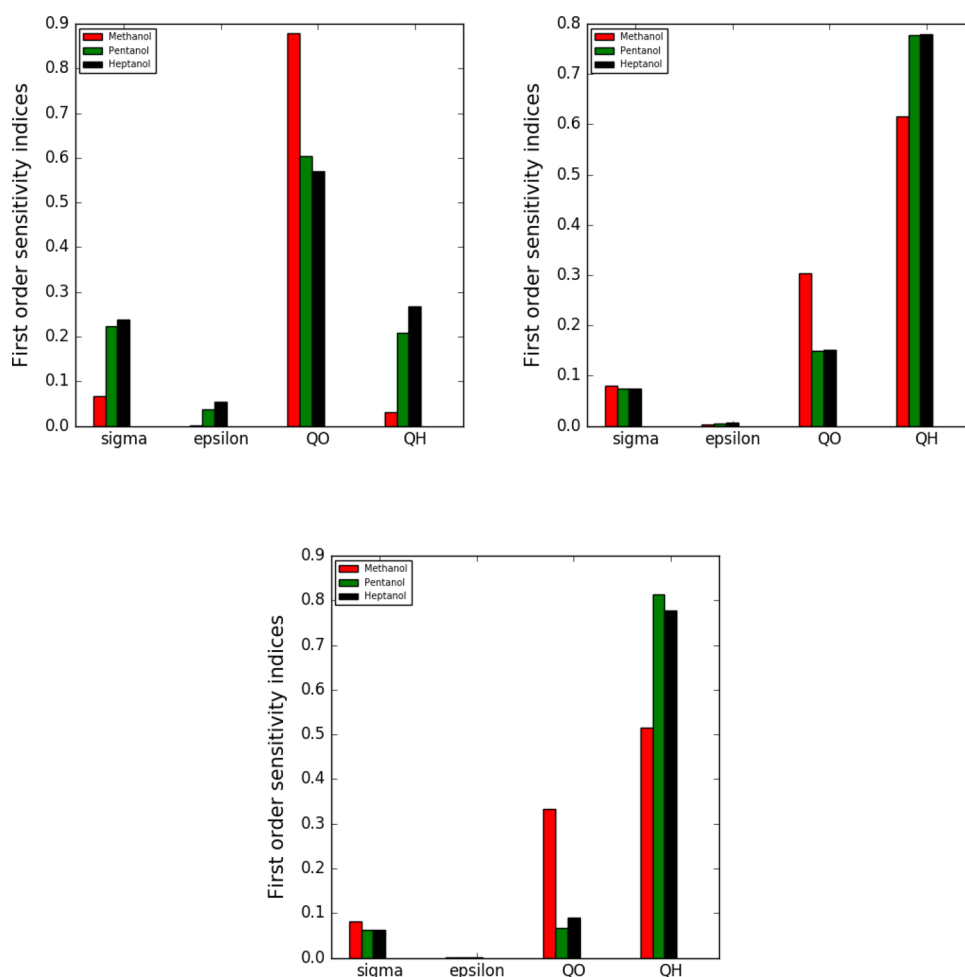 First order sensitivity indices
0.9
0.8
0.7
0.6
0.5
0.4
0.3
0.2
0.1
0.0
Methanol
Pentanol
Heptanol
sigma epsilon QO QH
First order sensitivity indices
0.8
0.7
0.6
0.5
0.4
0.3
0.2
0.1
0.0
Methanol
Pentanol
Heptanol
sigma epsilon QO QH
First order sensitivity indices
0.9
0.8
0.7
0.6
0.5
0.4
0.3
0.2
0.1
0.0
Methanol
Pentanol
Heptanol
sigma epsilon QO QH